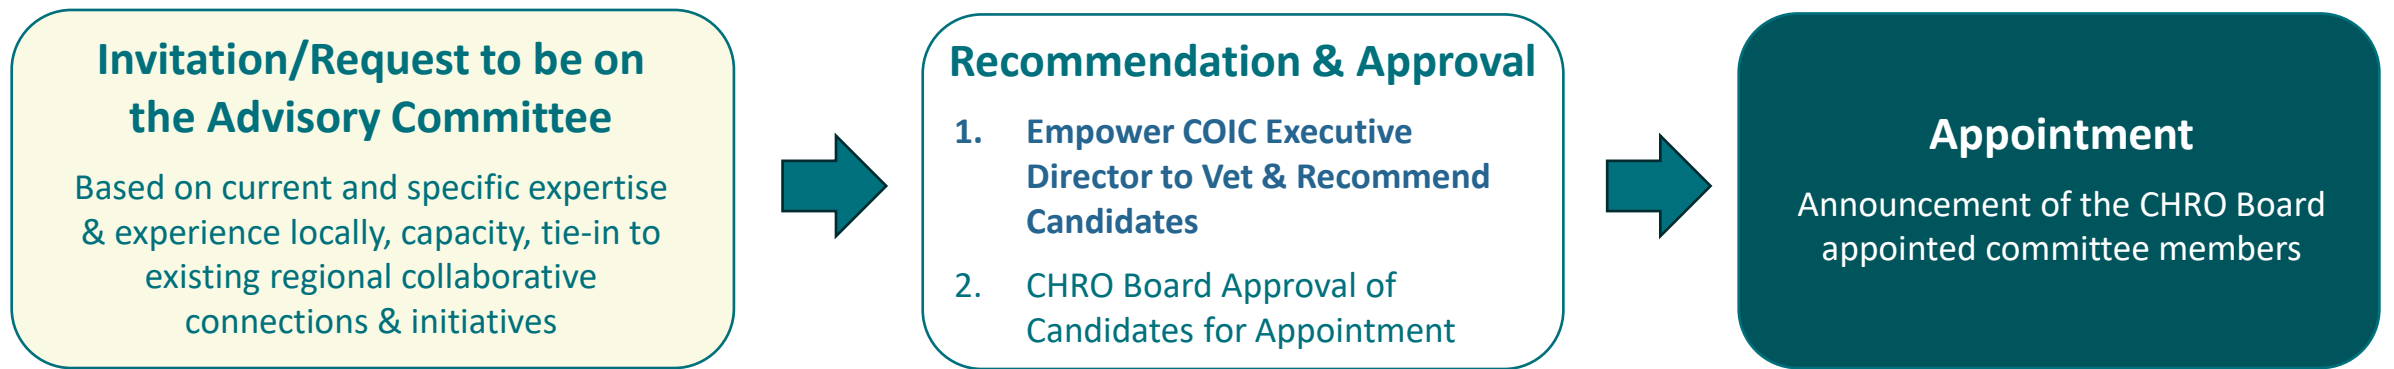 Invitation/Request to be on
the Advisory Committee
Based on current and specific expertise
& experience locally, capacity, tie-in to
existing regional collaborative
connections & initiatives
Recommendation & Approval
1. Empower COIC Executive
Director to Vet & Recommend
Candidates
2. CHRO Board Approval of
Candidates for Appointment
Appointment
Announcement of the CHRO Board
appointed committee members